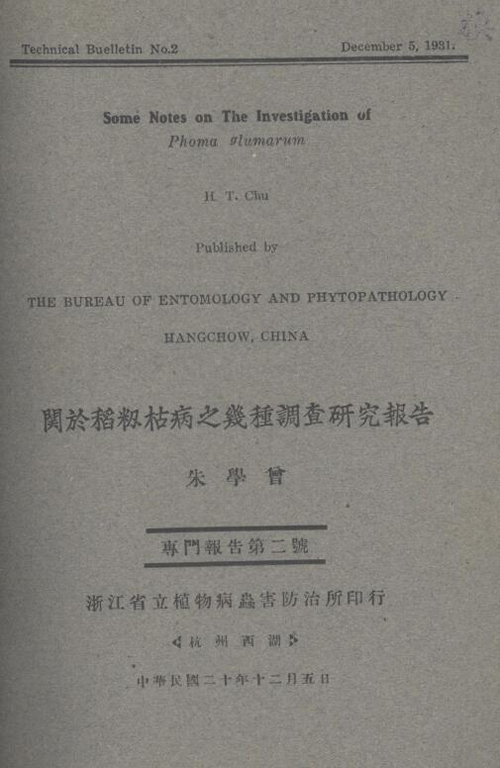 Technical Buelletin No.2
December 5, 1931.
Some Notes on The Investigation of
Phoma glumarum
H. T. Chu
Published by
THE BUREAU OF ENTOMOLOGY AND PHYTOPATHOLOGY
HANGCHOW, CHINA
関於稻籾枯病之幾種調查研究報告
朱學曾
專門報告第二號
浙江省立植物病蟲害防治所印行
杭州西湖
中華民國二十年十二月五日